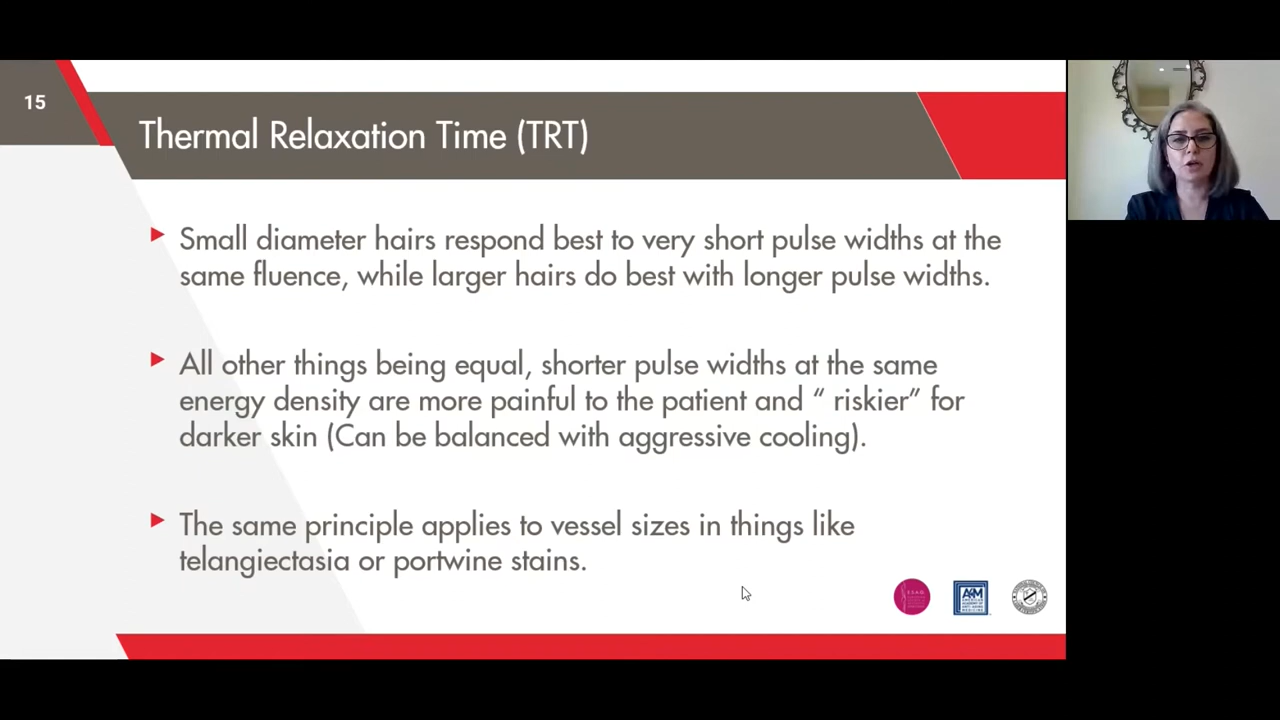 15
Thermal Relaxation Time (TRT)
Small diameter hairs respond best to very short pulse widths at the
same fluence, while larger hairs do best with longer pulse widths.
All other things being equal, shorter pulse widths at the same
energy density are more painful to the patient and “ riskier” for
darker skin (Can be balanced with aggressive cooling).
The same principle applies to vessel sizes in things like
telangiectasia or portwine stains.